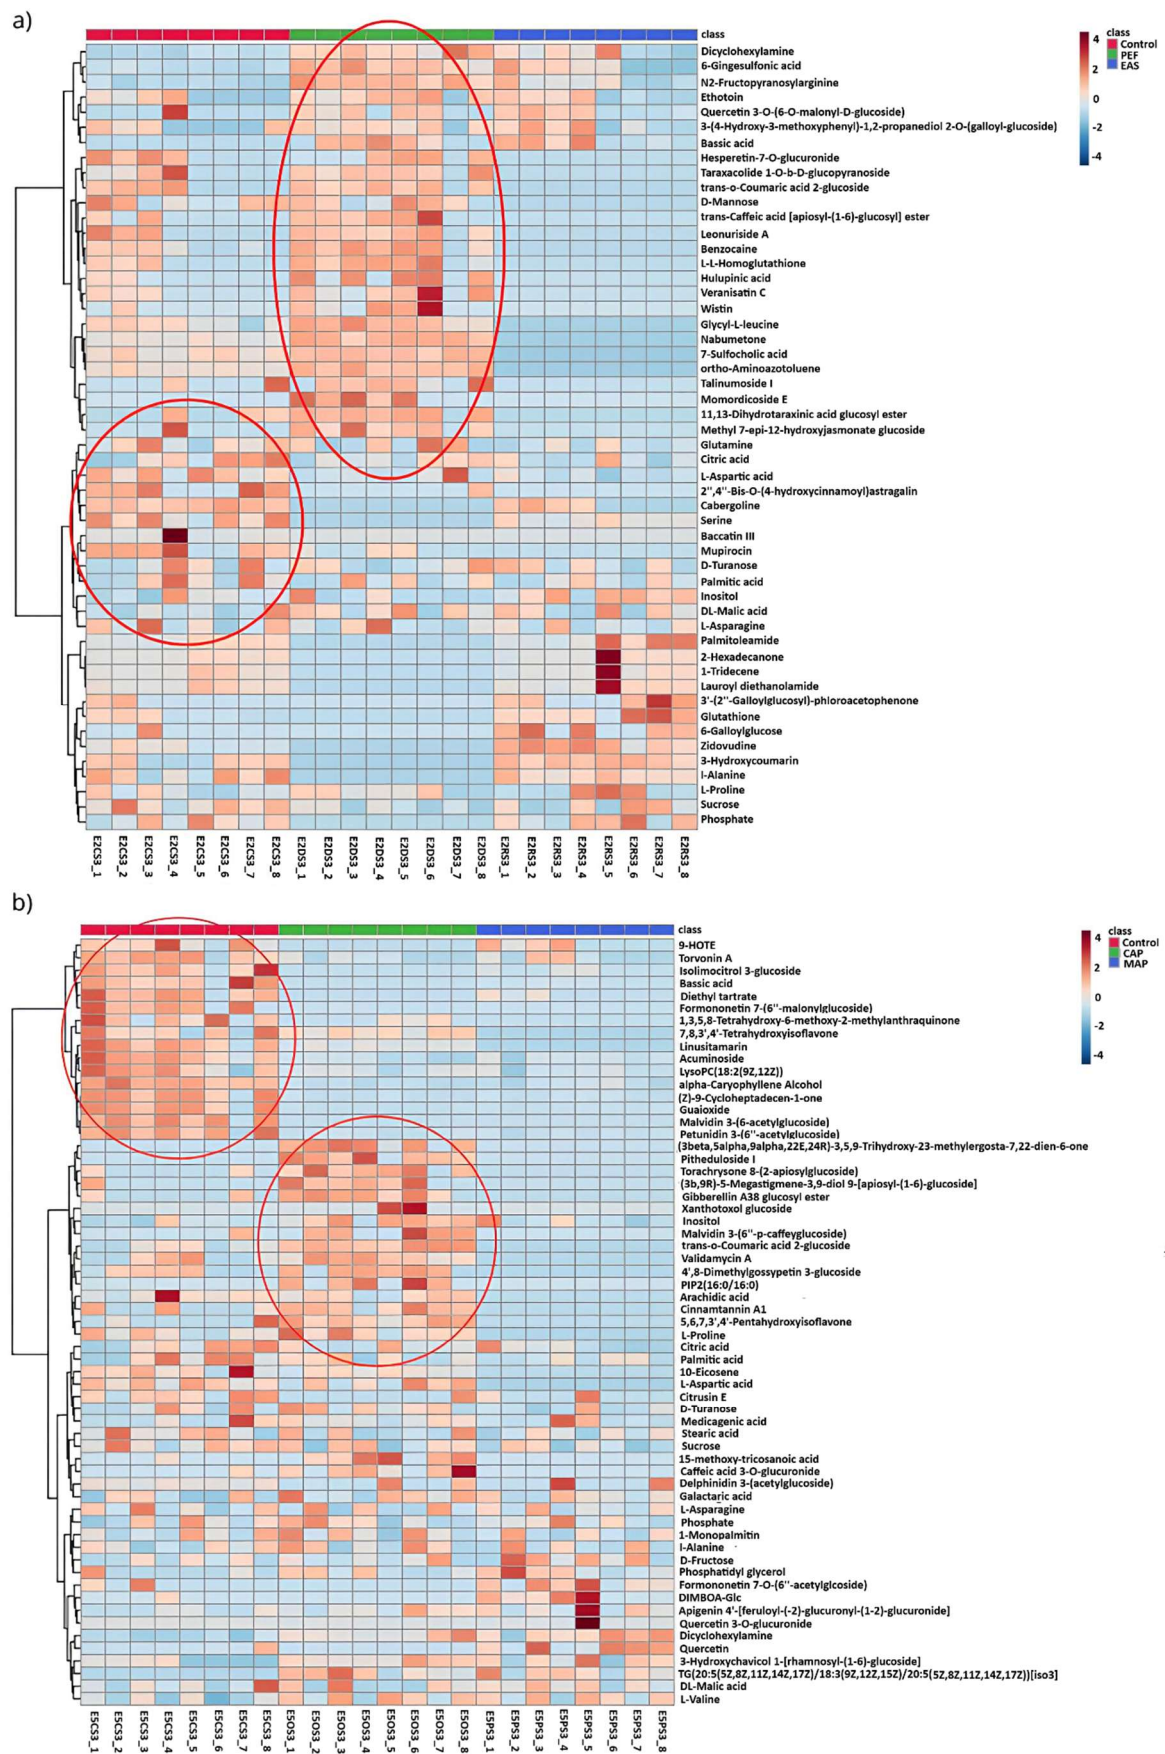 a)
class
Dicyclohexylamine
6-Gingesulfonic acid
N2-Fructopyranosylarginine
Ethotoin
Quercetin 3-O-(6-O-malonyl-D-glucoside)
3-(4-Hydroxy-3-methoxyphenyl)-1,2-propanediol 2-O-(galloyl-glucoside)
Bassic acid
Hesperetin-7-O-glucuronide
Taraxacolide 1-O-b-D-glucopyranoside
trans-o-Coumaric acid 2-glucoside
D-Mannose
trans-Caffeic acid [apiosyl-(1-6)-glucosyl] ester
Leonuriside A
Benzocaine
L-L-Homoglutathione
Hulupinic acid
Veranisatin C
Wistin
Glycyl-L-leucine
Nabumetone
7-Sulfocholic acid
ortho-Aminoazotoluene
Talinumoside I
Momordicoside E
11,13-Dihydrotaraxinic acid glucosyl ester
Methyl 7-epi-12-hydroxyjasmonate glucoside
Glutamine
Citric acid
L-Aspartic acid
2'',4''-Bis-O-(4-hydroxycinnamoyl)astragalin
Cabergoline
Serine
Baccatin III
Mupirocin
D-Turanose
Palmitic acid
Inositol
DL-Malic acid
L-Asparagine
Palmitoleamide
2-Hexadecanone
1-Tridecene
Lauroyl diethanolamide
3'-(2''-Galloylglucosyl)-phloroacetophenone
Glutathione
6-Galloylglucose
Zidovudine
3-Hydroxycoumarin
l-Alanine
L-Proline
Sucrose
Phosphate
4
2
0
-2
-4
class
Control
PEF
EAS
E2CS3_1
E2CS3_2
E2CS3_3
E2CS3_4
E2CS3_5
E2CS3_6
E2CS3_7
E2CS3_8
E2DS3_1
E2DS3_2
E2DS3_3
E2DS3_4
E2DS3_5
E2DS3_6
E2DS3_7
E2DS3_8
E2RS3_1
E2RS3_2
E2RS3_3
E2RS3_4
E2RS3_5
E2RS3_6
E2RS3_7
E2RS3_8
b)
class
9-HOTE
Torvonin A
Isolimocitrol 3-glucoside
Bassic acid
Diethyl tartrate
Formononetin 7-(6''-malonylglucoside)
1,3,5,8-Tetrahydroxy-6-methoxy-2-methylanthraquinone
7,8,3',4'-Tetrahydroxyisoflavone
Linusitamarin
Acuminoside
LysoPC(18:2(9Z,12Z))
alpha-Caryophyllene Alcohol
(Z)-9-Cycloheptadecen-1-one
Guaioxide
Malvidin 3-(6-acetylglucoside)
Petunidin 3-(6''-acetylglucoside)
(3beta,5alpha,9alpha,22E,24R)-3,5,9-Trihydroxy-23-methylergosta-7,22-dien-6-one
Pitheduloside I
Torachrysone 8-(2-apiosylglucoside)
(3b,9R)-5-Megastigmene-3,9-diol 9-[apiosyl-(1-6)-glucoside]
Gibberellin A38 glucosyl ester
Xanthotoxol glucoside
Inositol
Malvidin 3-(6''-p-caffeyglucoside)
trans-o-Coumaric acid 2-glucoside
Validamycin A
4',8-Dimethylgossypetin 3-glucoside
PIP2(16:0/16:0)
Arachidic acid
Cinnamtannin A1
5,6,7,3',4'-Pentahydroxyisoflavone
L-Proline
Citric acid
Palmitic acid
10-Eicosene
L-Aspartic acid
Citrusin E
D-Turanose
Medicagenic acid
Stearic acid
Sucrose
15-methoxy-tricosanoic acid
Caffeic acid 3-O-glucuronide
Delphinidin 3-(acetylglucoside)
Galactaric acid
L-Asparagine
Phosphate
1-Monopalmitin
l-Alanine
D-Fructose
Phosphatidyl glycerol
Formononetin 7-O-(6''-acetylglcoside)
DIMBOA-Glc
Apigenin 4'-[feruloyl-(-2)-glucuronyl-(1-2)-glucuronide]
Quercetin 3-O-glucuronide
Dicyclohexylamine
Quercetin
3-Hydroxychavicol 1-[rhamnosyl-(1-6)-glucoside]
TG(20:5(5Z,8Z,11Z,14Z,17Z)/18:3(9Z,12Z,15Z)/20:5(5Z,8Z,11Z,14Z,17Z))[iso3]
DL-Malic acid
L-Valine
4
2
0
-2
-4
class
Control
CAP
MAP
E5CS3_1
E5CS3_2
E5CS3_3
E5CS3_4
E5CS3_5
E5CS3_6
E5CS3_7
E5CS3_8
E5OS3_1
E5OS3_2
E5OS3_3
E5OS3_4
E5OS3_5
E5OS3_6
E5OS3_7
E5OS3_8
E5PS3_1
E5PS3_2
E5PS3_3
E5PS3_4
E5PS3_5
E5PS3_6
E5PS3_7
E5PS3_8